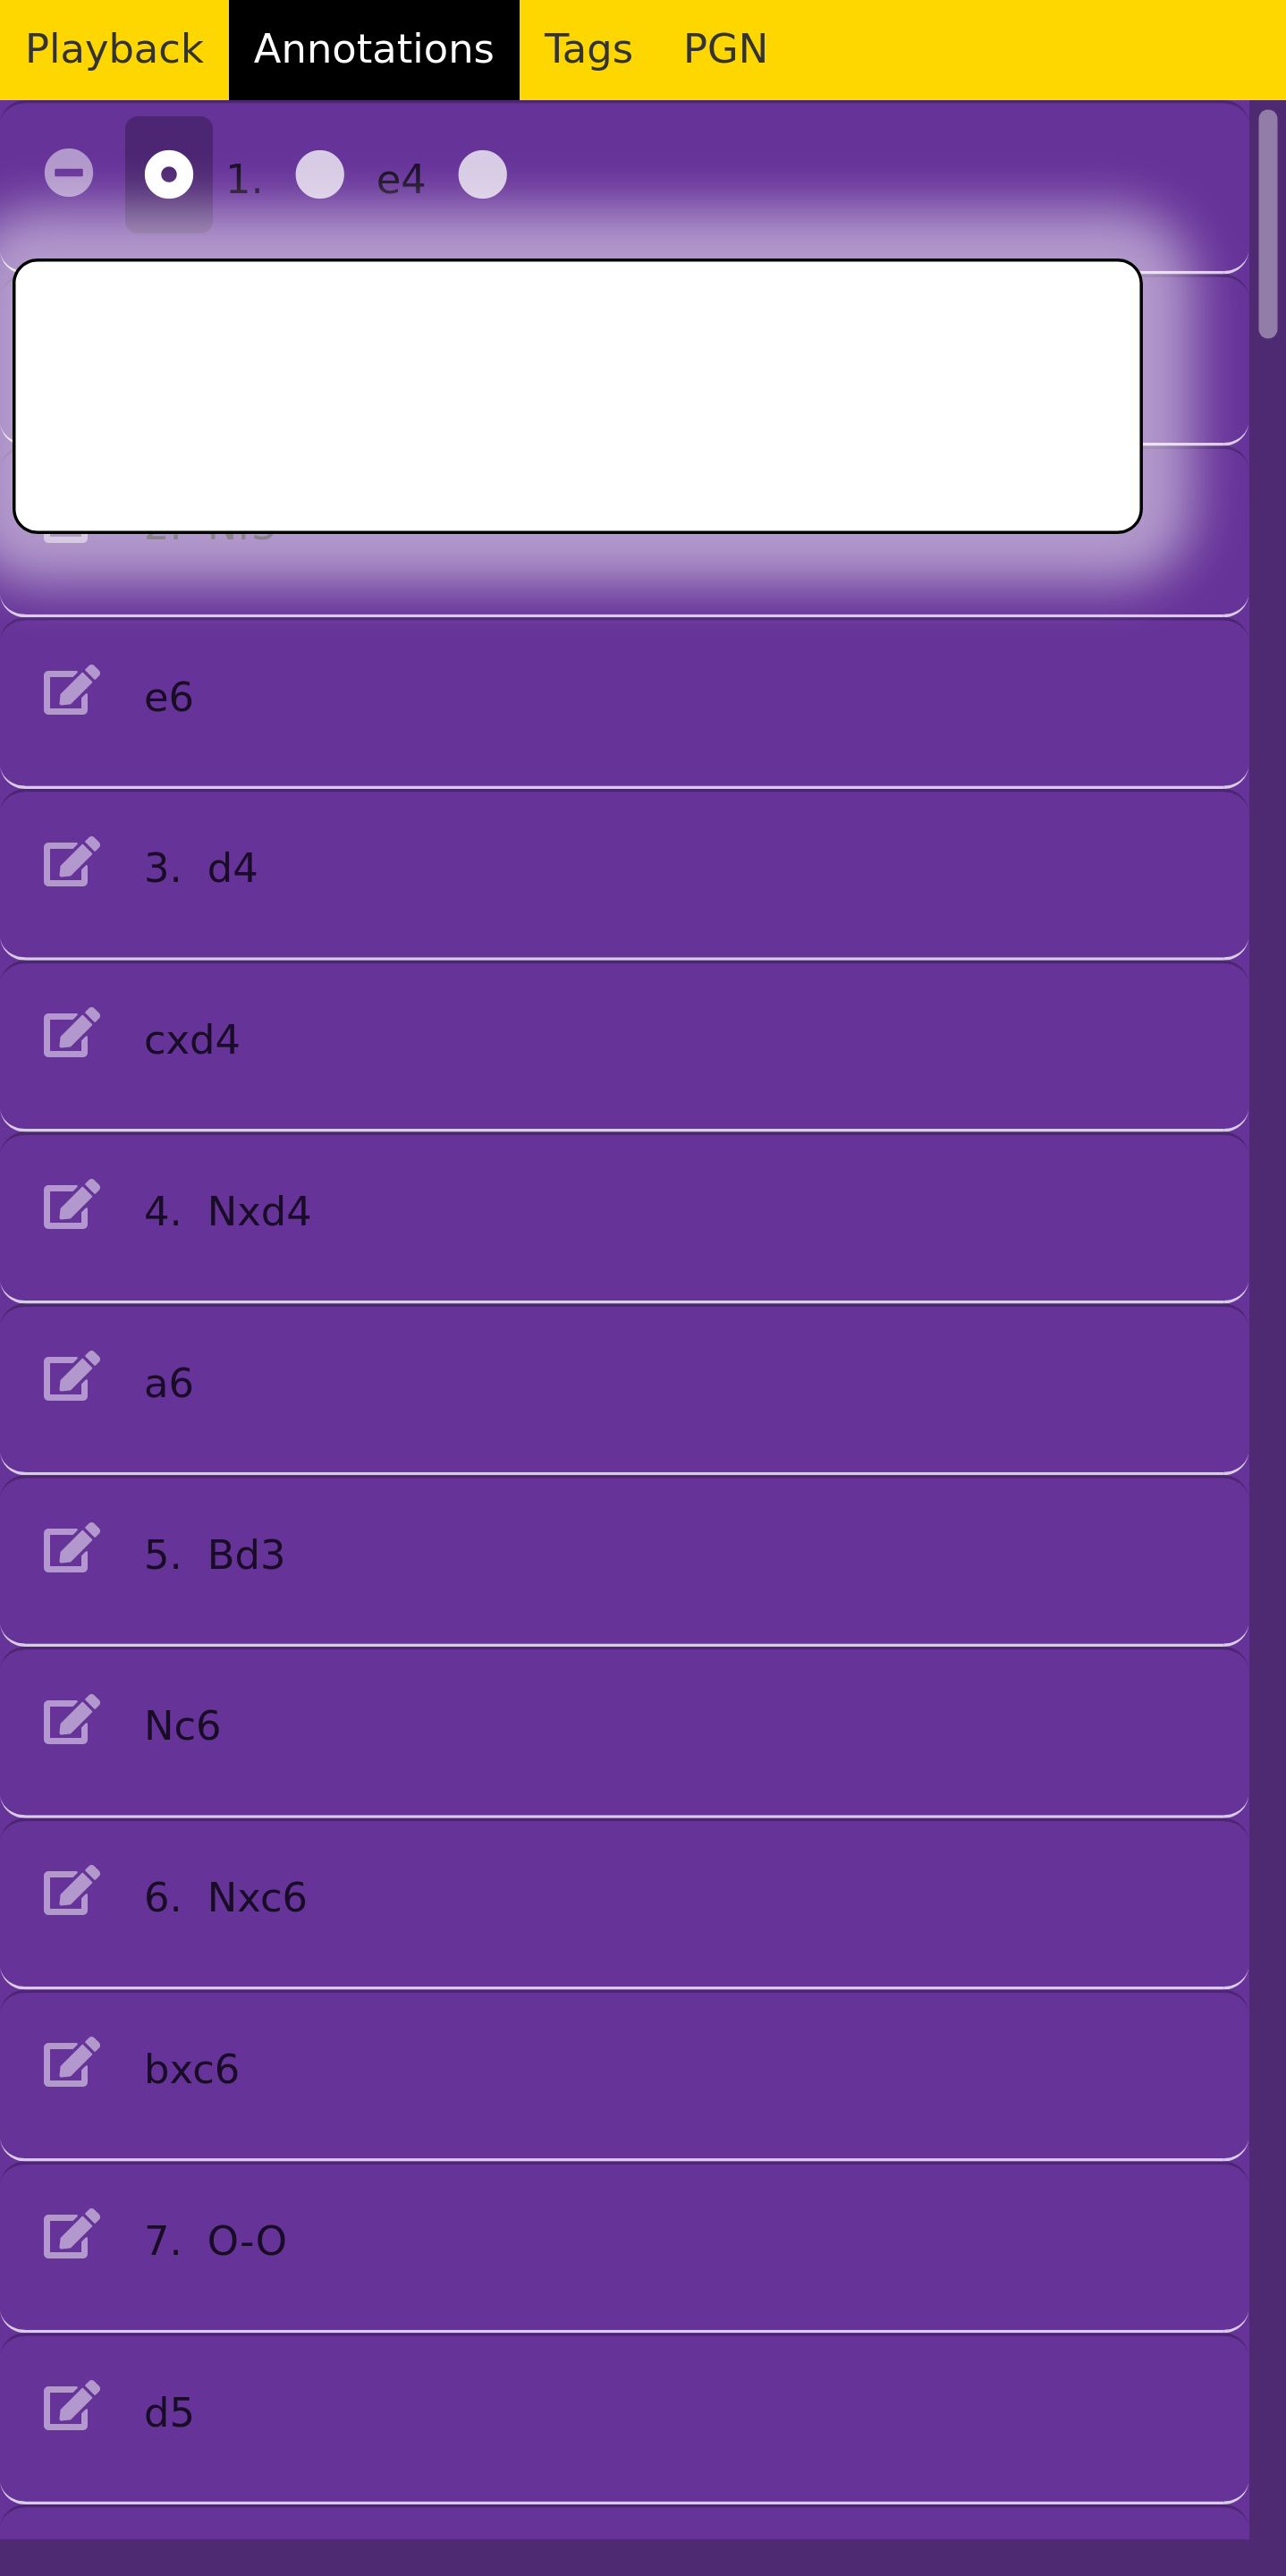 Playback Annotations Tags PGN
1. e4
e6
3. d4
cxd4
4. Nxd4
a6
5. Bd3
Nc6
6. Nxc6
bxc6
7. O-O
d5